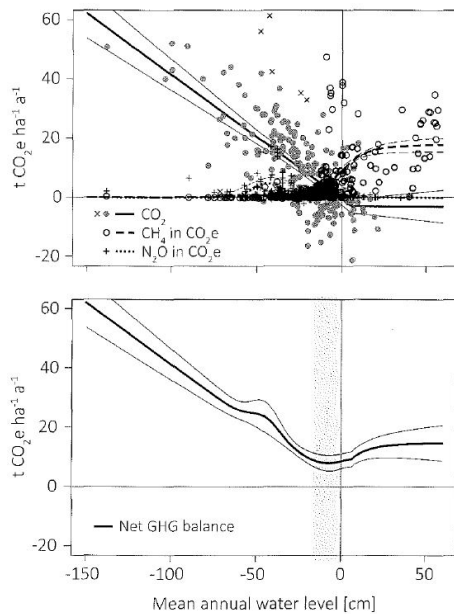 60
40
20
0
-20
t CO₂e ha⁻¹ a⁻¹
CO₂
CH₄ in CO₂e
N₂O in CO₂e
60
40
20
0
-20
t CO₂e ha⁻¹ a⁻¹
Net GHG balance
-150 -100 -50 0 50
Mean annual water level [cm]